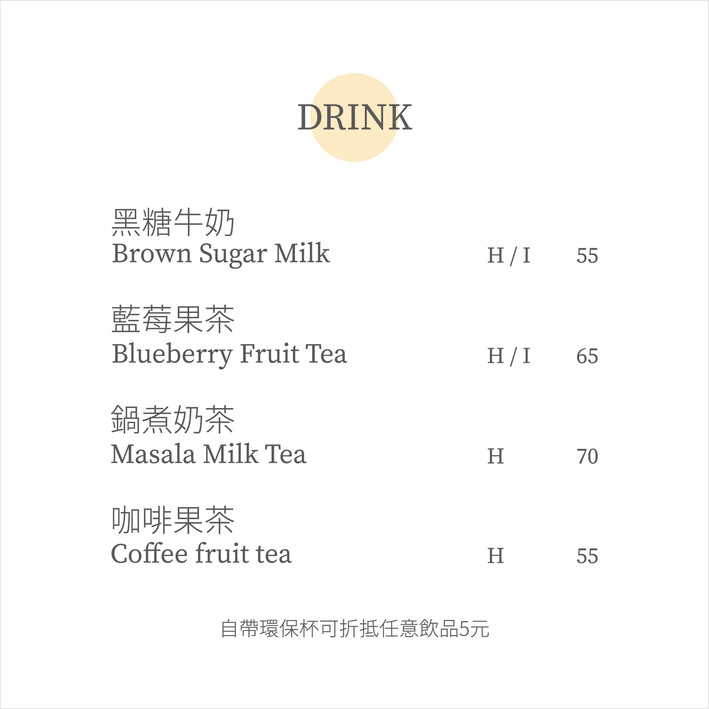 DRINK
黑糖牛奶
Brown Sugar Milk H / I 55
藍莓果茶
Blueberry Fruit Tea H / I 65
鍋煮奶茶
Masala Milk Tea H 70
咖啡果茶
Coffee fruit tea H 55
自帶環保杯可折抵任意飲品5元